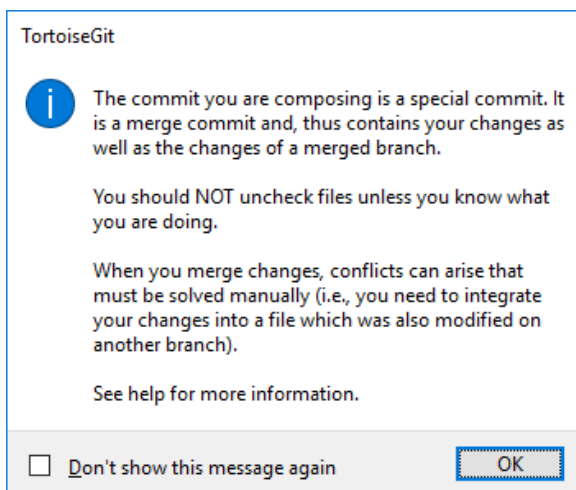 TortoiseGit
The commit you are composing is a special commit. It
is a merge commit and, thus contains your changes as
well as the changes of a merged branch.
You should NOT uncheck files unless you know what
you are doing.
When you merge changes, conflicts can arise that
must be solved manually (i.e., you need to integrate
your changes into a file which was also modified on
another branch).
See help for more information.
Don't show this message again
OK